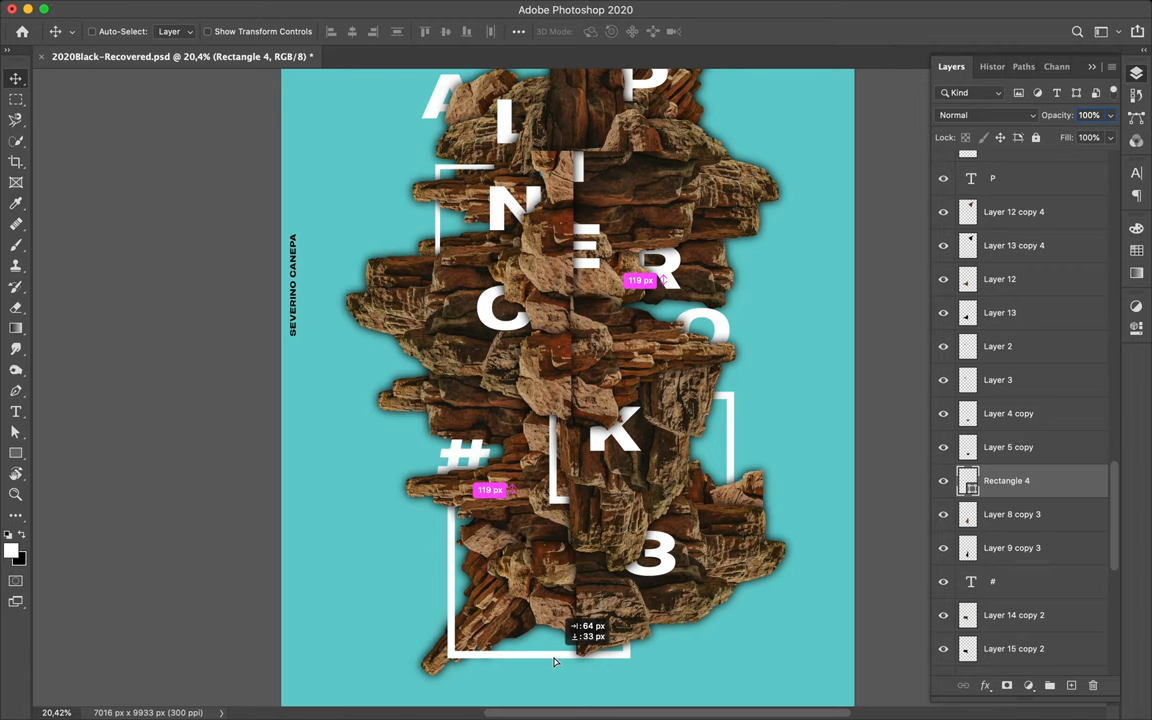 Adobe Photoshop 2020
Auto-Select: Layer Show Transform Controls 3D Mode:
2020Black-Recovered.psd @ 20,4% (Rectangle 4, RGB/8) *
A
P
L
I
N
E
R
C
O
#
K
3
SEVERINO CANEPA
119 px
119 px
: 64 px
: 33 px
Layers Histor Paths Chann
Kind
Normal Opacity: 100%
Lock: Fill: 100%
P
Layer 12 copy 4
Layer 13 copy 4
Layer 12
Layer 13
Layer 2
Layer 3
Layer 4 copy
Layer 5 copy
Rectangle 4
Layer 8 copy 3
Layer 9 copy 3
#
Layer 14 copy 2
Layer 15 copy 2
20,42% 7016 px x 9933 px (300 ppi)